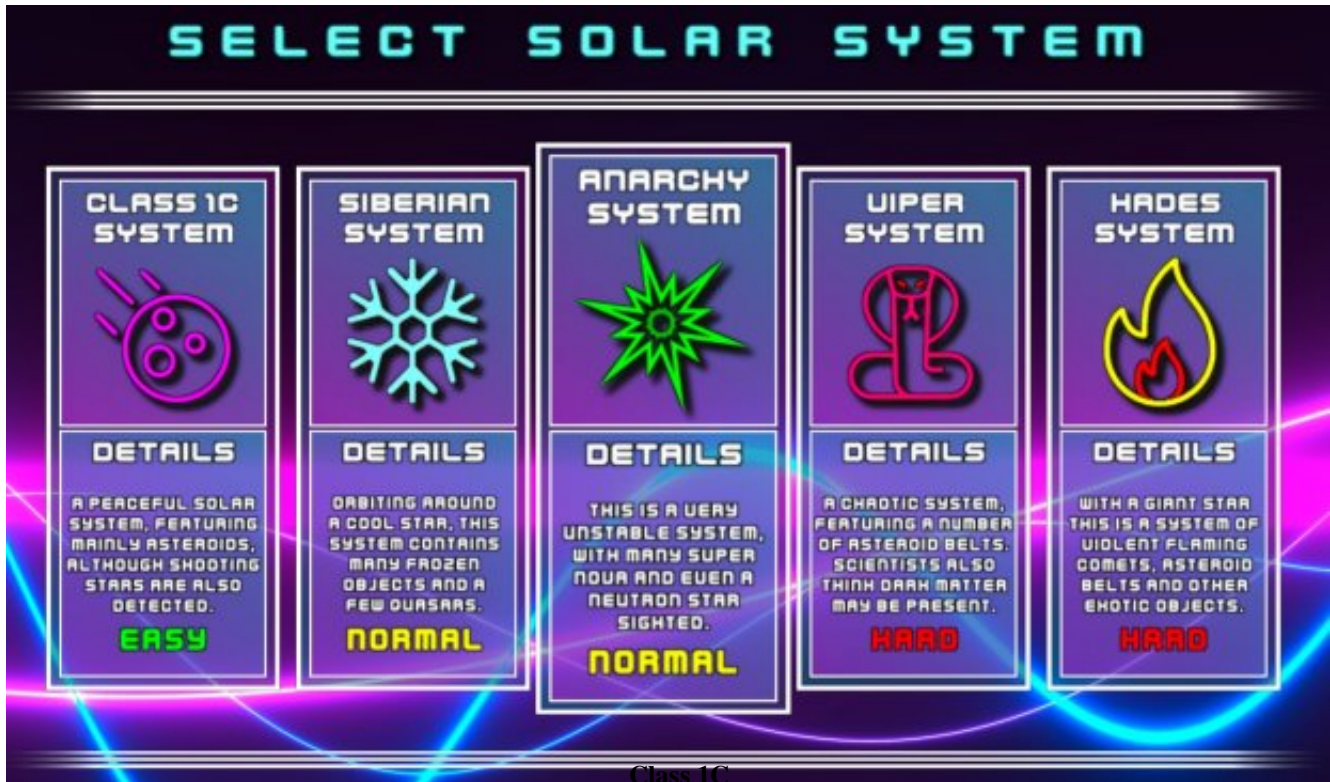 SELECT SOLAR SYSTEM
CLASS 1C
SYSTEM
DETAILS
A PEACEFUL SOLAR
SYSTEM, FEATURING
MAINLY ASTEROIDS,
ALTHOUGH SHOOTING
STARS ARE ALSO
DETECTED.
EASY
SIBERIAN
SYSTEM
DETAILS
ORBITING AROUND
A COOL STAR, THIS
SYSTEM CONTAINS
MANY FROZEN
OBJECTS AND A
FEW QUASARS.
NORMAL
ANARCHY
SYSTEM
DETAILS
THIS IS A VERY
UNSTABLE SYSTEM,
WITH MANY SUPER
NOVA AND EVEN A
NEUTRON STAR
SIGHTED.
NORMAL
VIPER
SYSTEM
DETAILS
A CHAOTIC SYSTEM,
FEATURING A NUMBER
OF ASTEROID BELTS.
SCIENTISTS ALSO
THINK DARK MATTER
MAY BE PRESENT.
HARD
HADES
SYSTEM
DETAILS
WITH A GIANT STAR
THIS IS A SYSTEM OF
VIOLENT FLAMING
COMETS, ASTEROID
BELTS AND OTHER
EXOTIC OBJECTS.
HARD
Class 1C